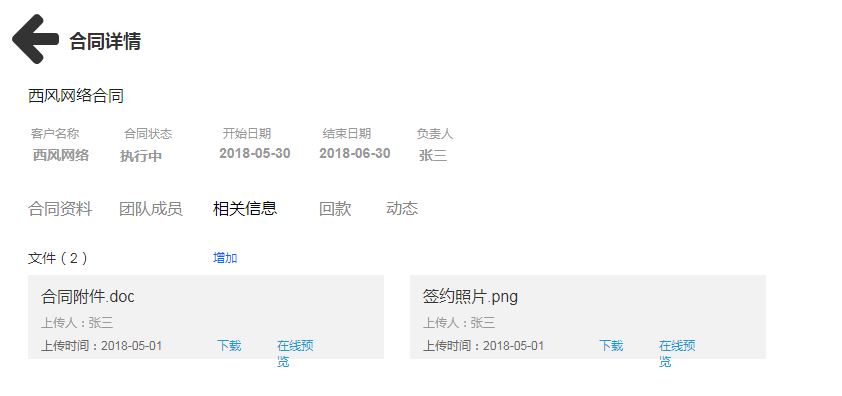 合同详情
西风网络合同
客户名称 合同状态 开始日期 结束日期 负责人
西风网络 执行中 2018-05-30 2018-06-30 张三
合同资料 团队成员 相关信息 回款 动态
文件（2） 增加
合同附件.doc
上传人：张三
上传时间：2018-05-01 下载 在线预
览
签约照片.png
上传人：张三
上传时间：2018-05-01 下载 在线预
览